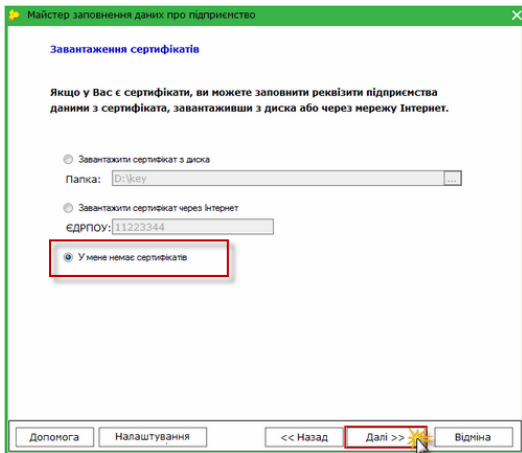 Майстер заповнення даних про підприємство
Завантаження сертифікатів
Якщо у Вас є сертифікати, ви можете заповнити реквізити підприємства
даними з сертифіката, завантаживши з диска або через мережу Інтернет.
Завантажити сертифікат з диска
Папка: D:\key ...
Завантажити сертифікат через Інтернет
ЄДРПОУ: 11223344
У мене немає сертифікатів
Допомога Налаштування << Назад Далі >> Відміна